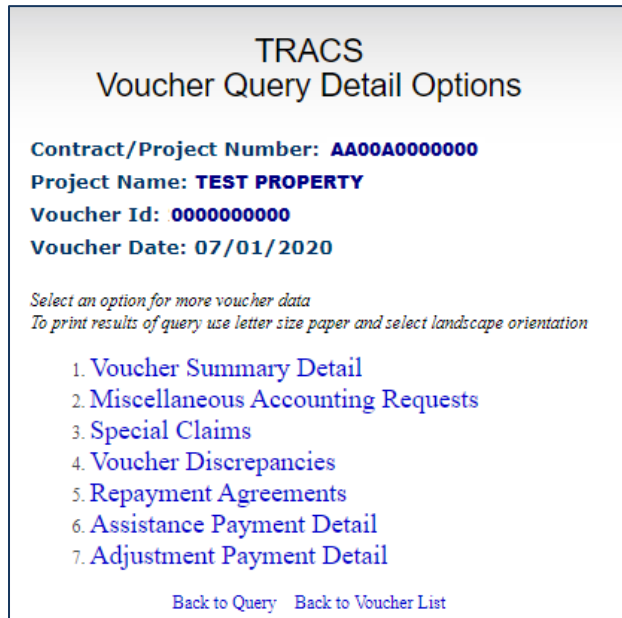 TRACS
Voucher Query Detail Options
Contract/Project Number: AA00A0000000
Project Name: TEST PROPERTY
Voucher Id: 0000000000
Voucher Date: 07/01/2020
Select an option for more voucher data
To print results of query use letter size paper and select landscape orientation
1. Voucher Summary Detail
2. Miscellaneous Accounting Requests
3. Special Claims
4. Voucher Discrepancies
5. Repayment Agreements
6. Assistance Payment Detail
7. Adjustment Payment Detail
Back to Query Back to Voucher List